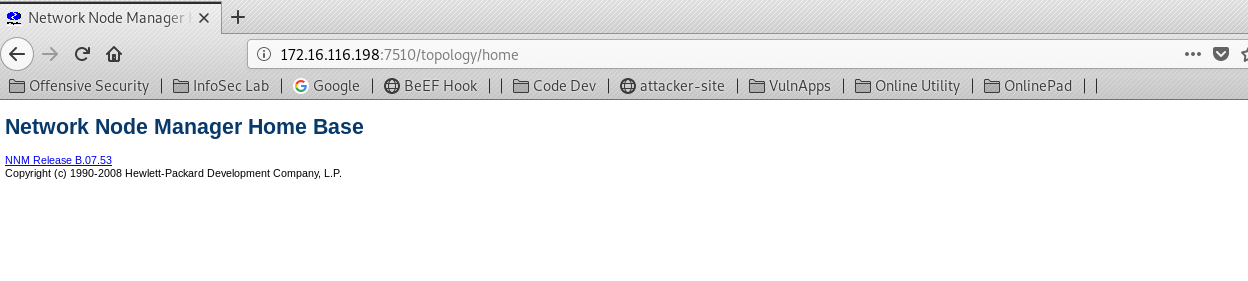 Network Node Manager
172.16.116.198:7510/topology/home
Offensive Security | InfoSec Lab | Google | BeEF Hook | | Code Dev | attacker-site | VulnApps | Online Utility | OnlinePad | |
Network Node Manager Home Base
NNM Release B.07.53
Copyright (c) 1990-2008 Hewlett-Packard Development Company, L.P.